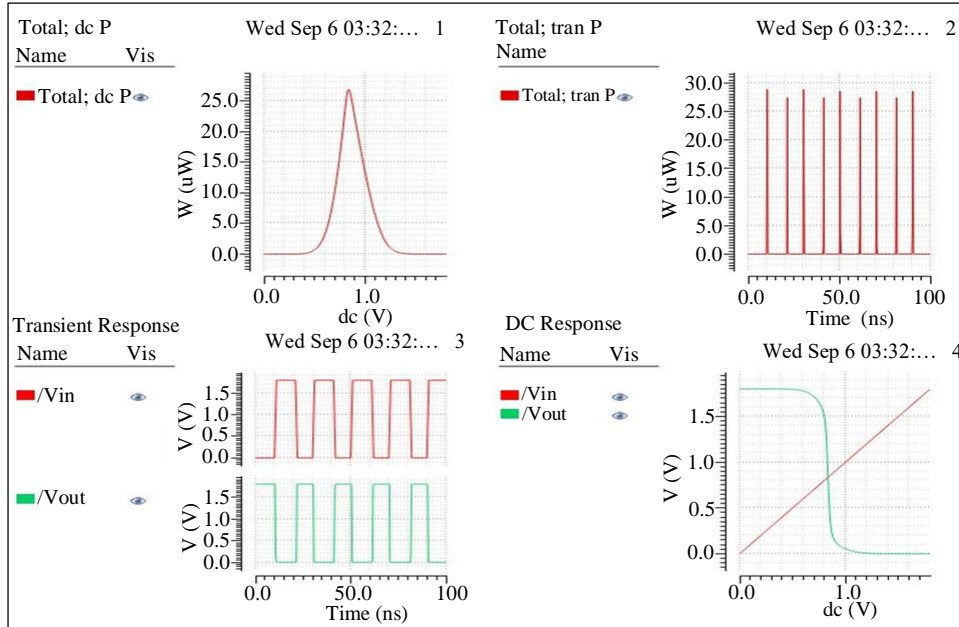 Total; dc P
Wed Sep 6 03:32:... 1
Name Vis
Total; dc P
W (uW)
25.0
20.0
15.0
10.0
5.0
0.0
0.0 1.0
dc (V)
Total; tran P
Wed Sep 6 03:32:... 2
Name
Total; tran P
W (uW)
30.0
25.0
20.0
15.0
10.0
5.0
0.0
0.0 50.0 100
Time (ns)
Transient Response
Wed Sep 6 03:32:... 3
Name Vis
/Vin
V (V)
1.5
1.0
0.5
0.0
/Vout
V (V)
1.5
1.0
0.5
0.0
0.0 50.0 100
Time (ns)
DC Response
Wed Sep 6 03:32:... 4
Name Vis
/Vin
/Vout
V (V)
1.5
1.0
0.5
0.0
0.0 1.0
dc (V)